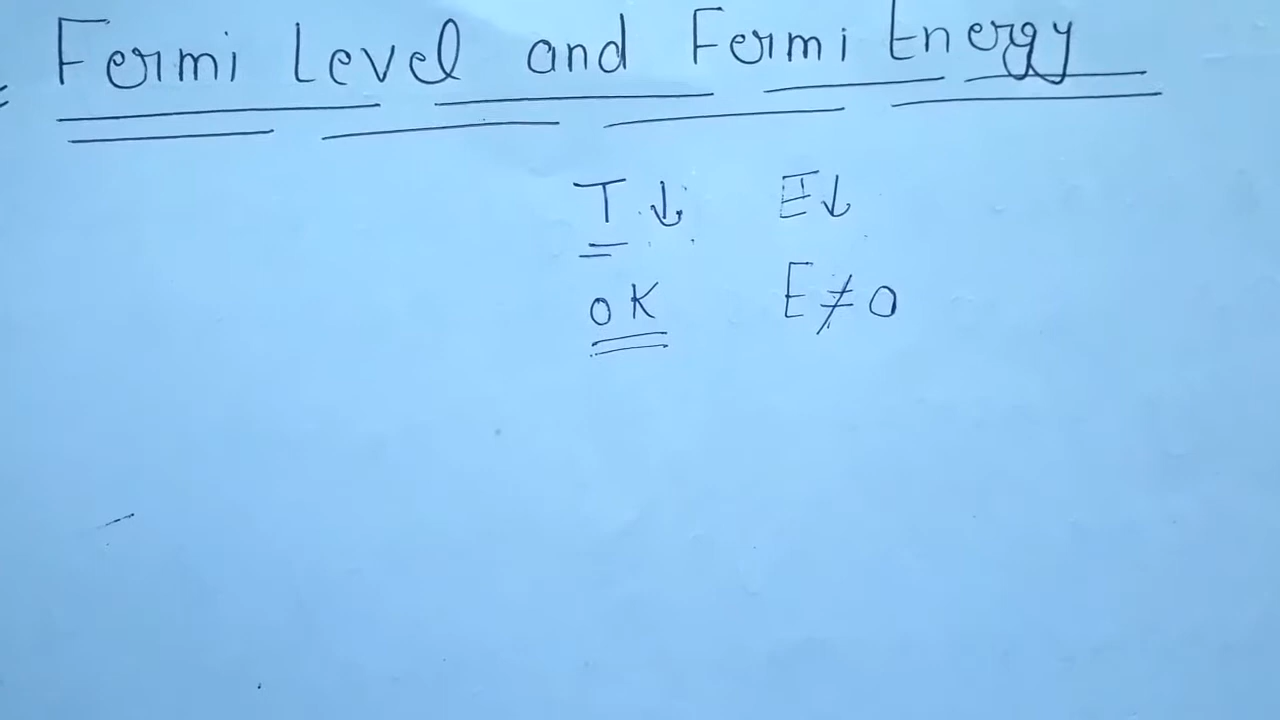 Fermi Level and Fermi Energy
T ↓ E↓
0K E≠0